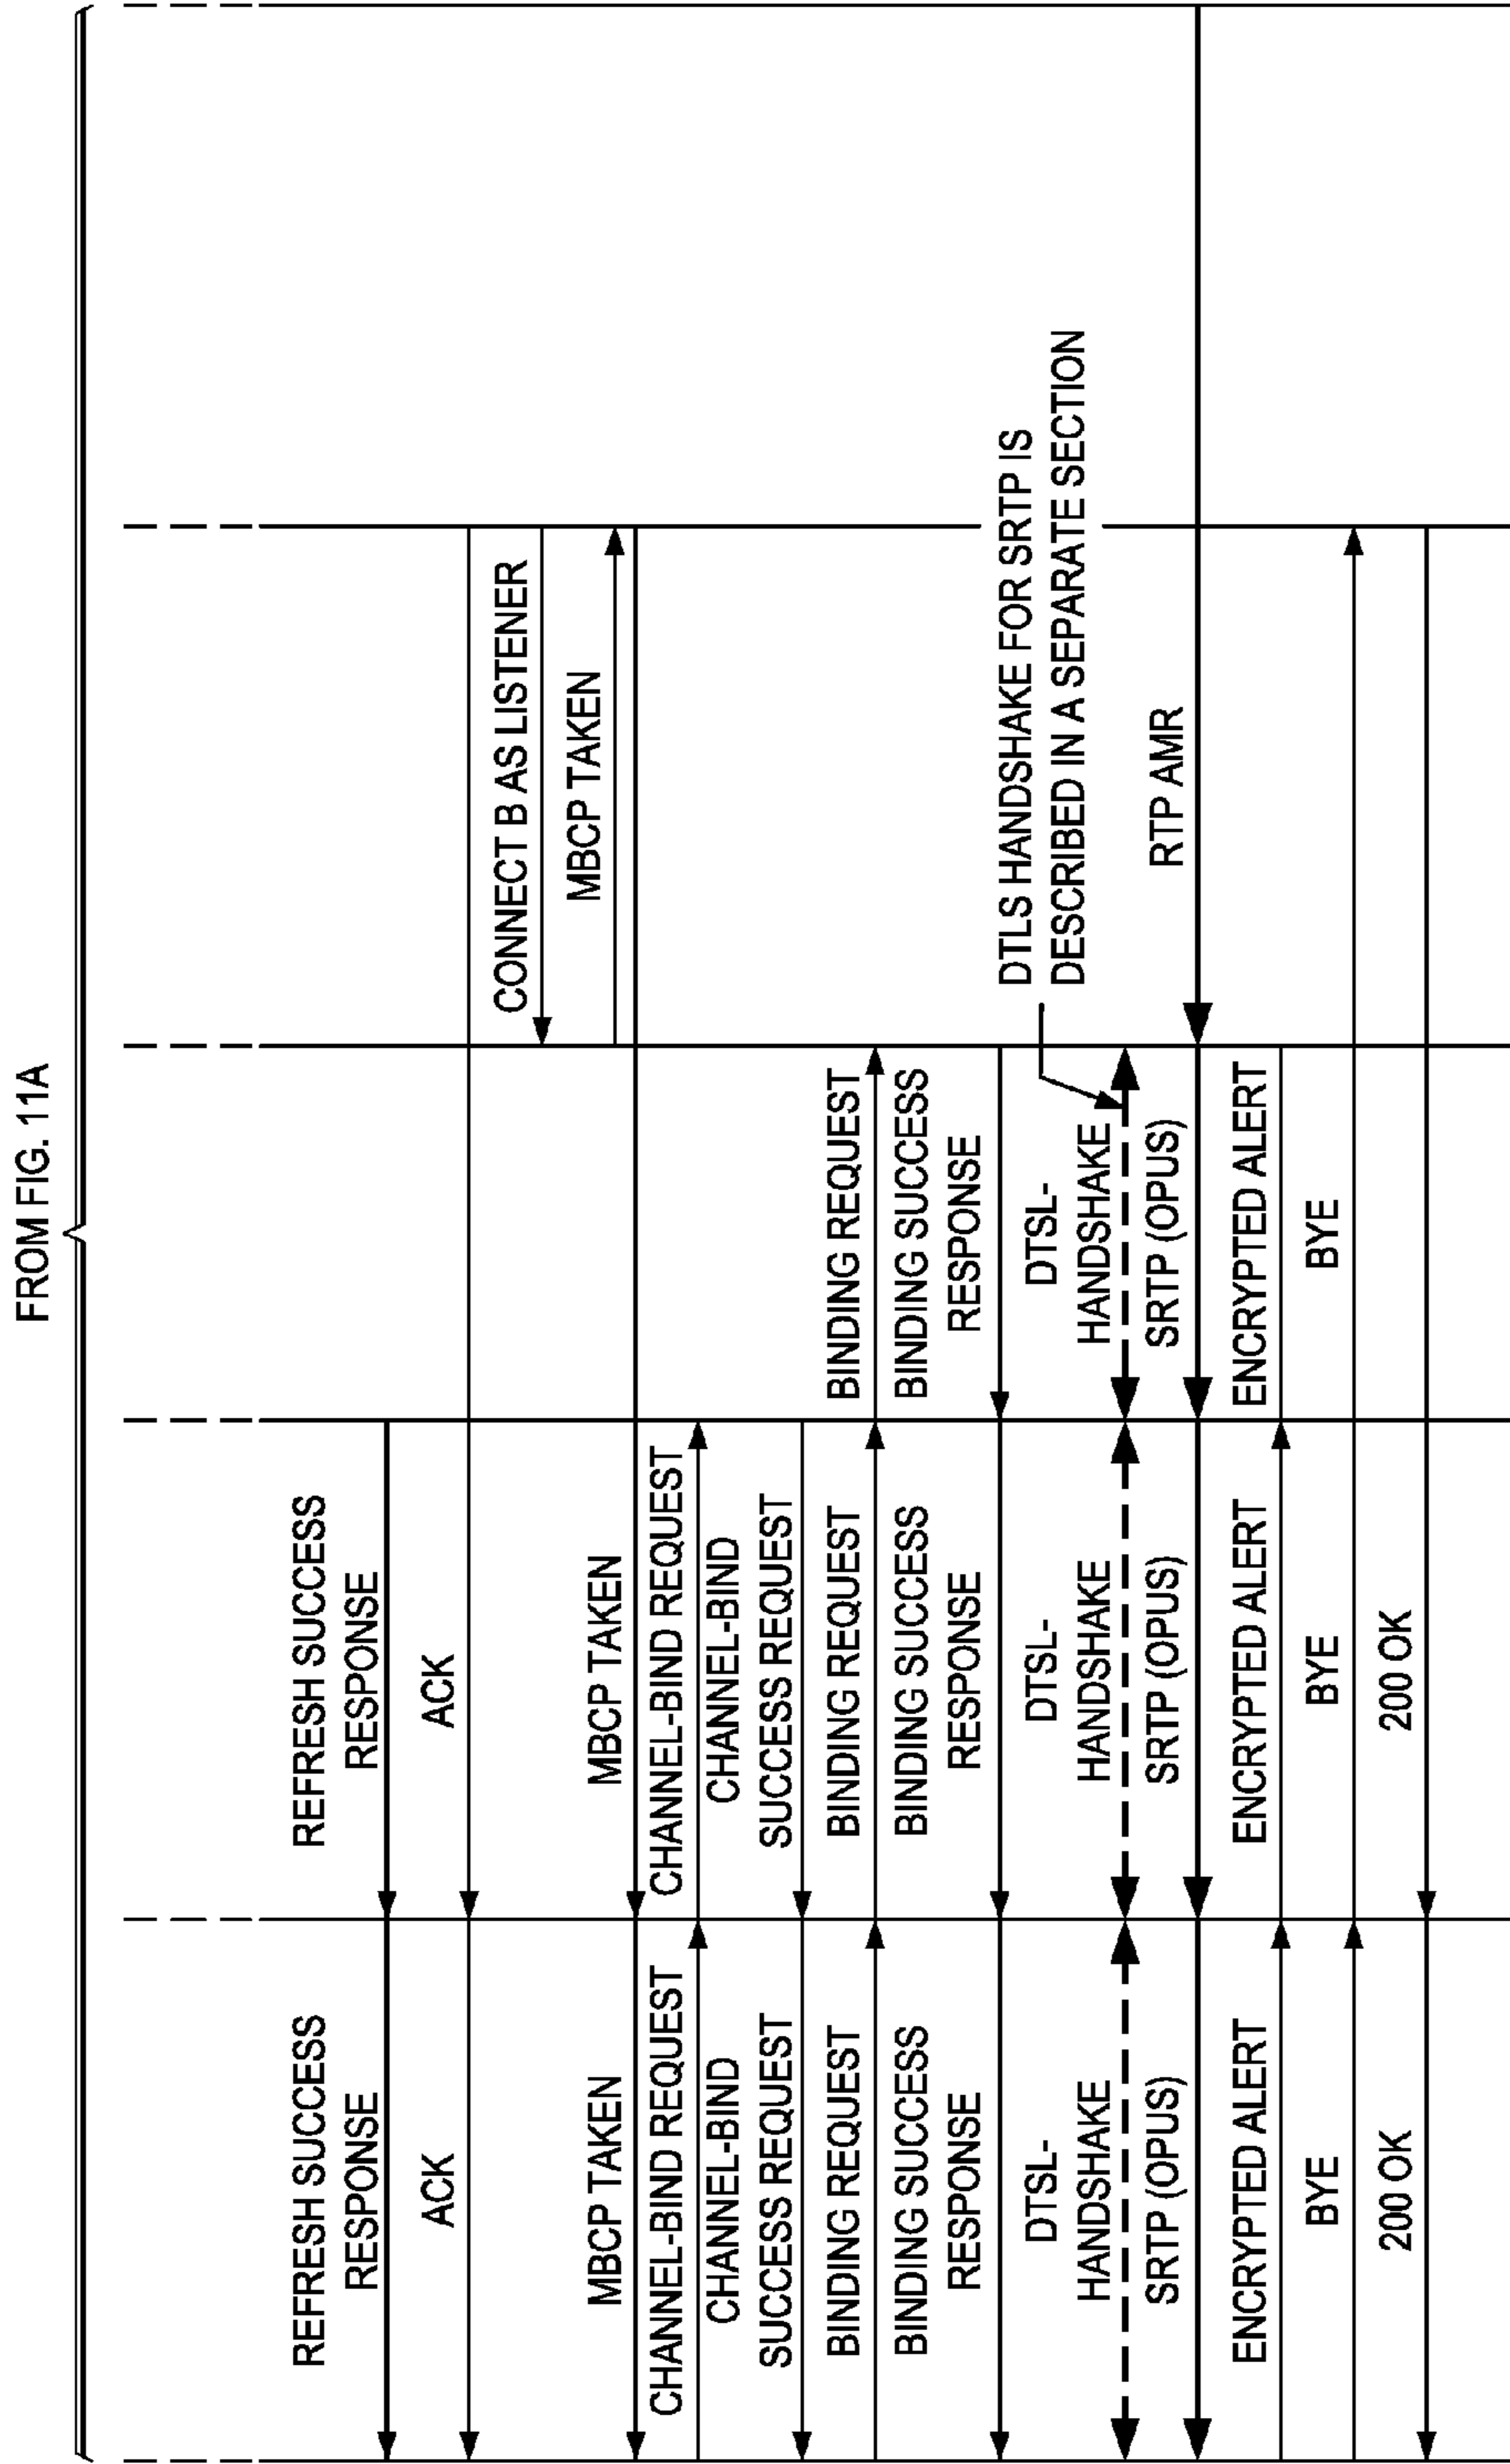 FROM FIG. 11A
REFRESH SUCCESS
RESPONSE
REFRESH SUCCESS
RESPONSE
ACK
ACK
CONNECT B AS LISTENER
MBCP TAKEN
MBCP TAKEN
MBCP TAKEN
CHANNEL-BIND REQUEST
CHANNEL-BIND REQUEST
CHANNEL-BIND
SUCCESS REQUEST
CHANNEL-BIND
SUCCESS REQUEST
BINDING REQUEST
BINDING REQUEST
BINDING REQUEST
BINDING SUCCESS
RESPONSE
BINDING SUCCESS
RESPONSE
BINDING SUCCESS
RESPONSE
DTLS HANDSHAKE FOR SRTP IS
DESCRIBED IN A SEPARATE SECTION
DTSL-
HANDSHAKE
DTSL-
HANDSHAKE
DTSL-
HANDSHAKE
SRTP (OPUS)
SRTP (OPUS)
SRTP (OPUS)
RTP AMR
ENCRYPTED ALERT
ENCRYPTED ALERT
ENCRYPTED ALERT
BYE
BYE
BYE
200 OK
200 OK